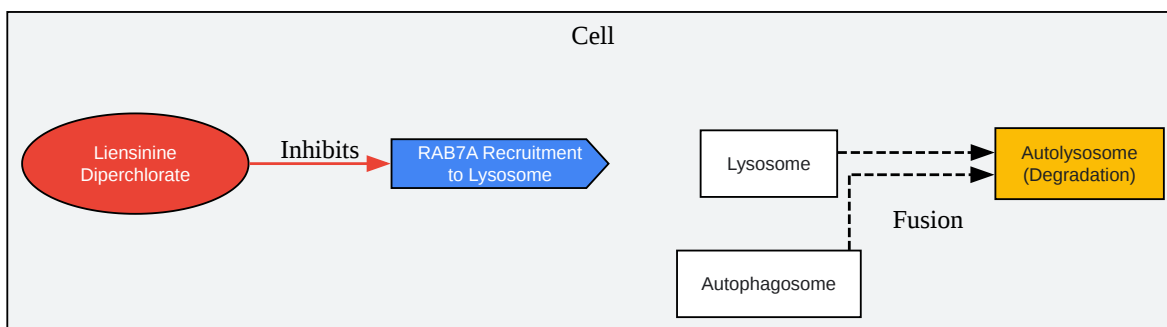 Cell
Liensinine
Diperchlorate
Inhibits
RAB7A Recruitment
to Lysosome
Lysosome
Autolysosome
(Degradation)
Fusion
Autophagosome